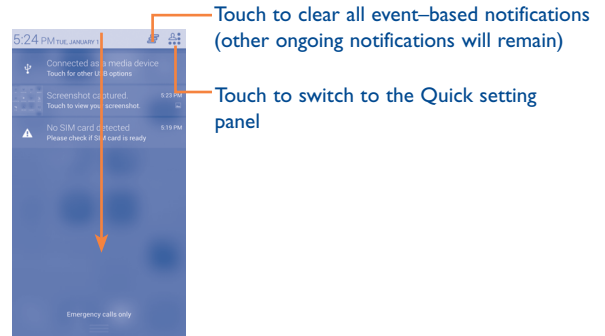 Touch to clear all event–based notifications
(other ongoing notifications will remain)
5:24 PM TUE, JANUARY 1
Connected as a media device
Touch for other USB options
Touch to switch to the Quick setting
panel
Screenshot captured
5:23 PM
Touch to view your screenshot.
No SIM card detected
5:19 PM
Please check if SIM card is ready
Emergency calls only